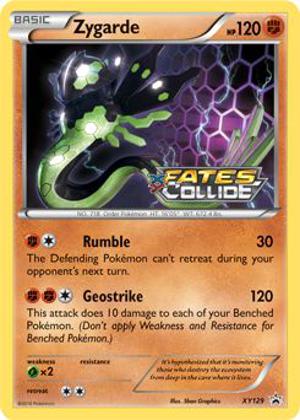 BASIC
Zygarde
HP120
FATES
COLLIDE
NO. 718 Order Pokémon HT: 16'05" WT: 672.4 lbs.
Rumble 30
The Defending Pokémon can't retreat during your
opponent's next turn.
Geostrike 120
This attack does 10 damage to each of your Benched
Pokémon. (Don't apply Weakness and Resistance for
Benched Pokémon.)
weakness
resistance
×2
retreat
It's hypothesized that it's monitoring
those who destroy the ecosystem from
deep in the cave where it lives.
©2016 Pokémon
Illus. 5ban Graphics
XY129